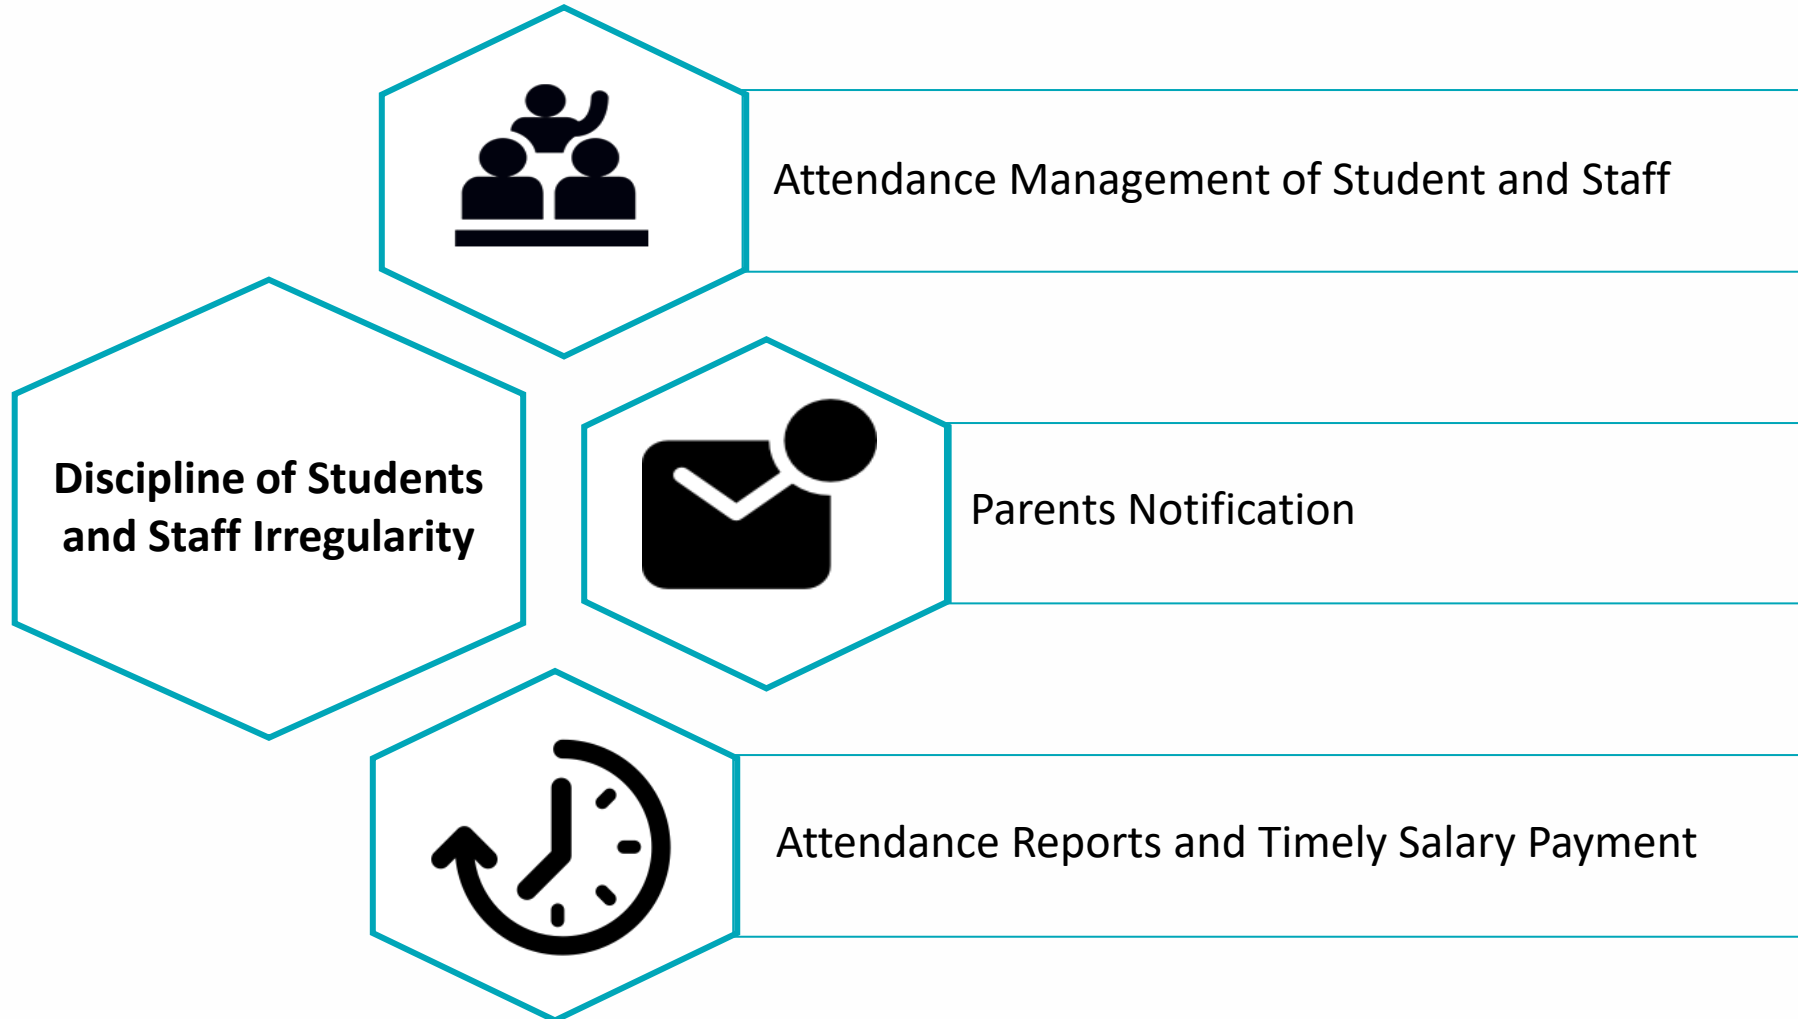 Attendance Management of Student and Staff
Discipline of Students
and Staff Irregularity
Parents Notification
Attendance Reports and Timely Salary Payment